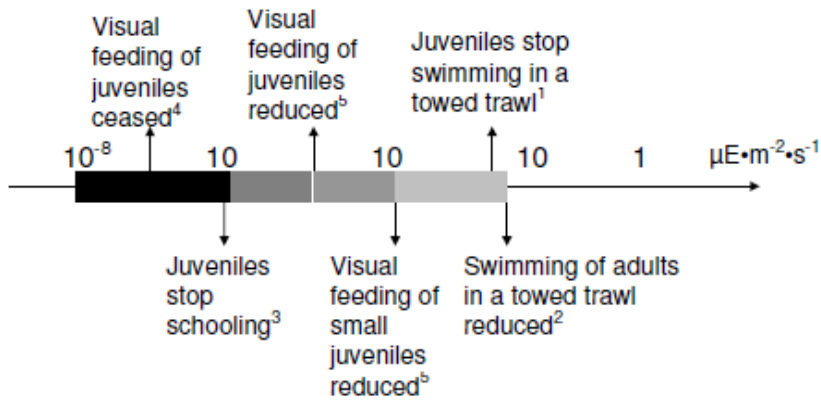 Visual
feeding of
juveniles
ceased⁴
Visual
feeding of
juveniles
reduced⁵
Juveniles stop
swimming in a
towed trawl¹
10⁻⁸ 10 10 10 1 µE•m⁻²•s⁻¹
Juveniles
stop
schooling³
Visual
feeding of
small
juveniles
reduced⁵
Swimming of adults
in a towed trawl
reduced²